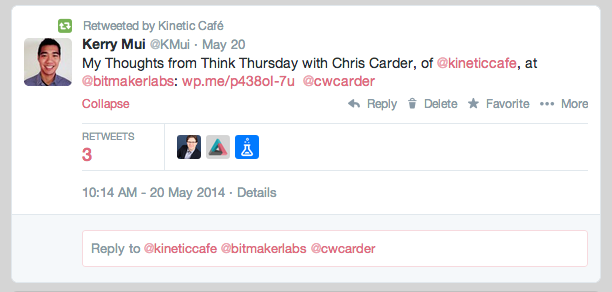 Retweeted by Kinetic Café
Kerry Mui @KMui · May 20
My Thoughts from Think Thursday with Chris Carder, of @kineticcafe, at
@bitmakerlabs: wp.me/p438ol-7u @cwcarder
Collapse Reply Delete Favorite More
RETWEETS
3
10:14 AM - 20 May 2014 · Details
Reply to @kineticcafe @bitmakerlabs @cwcarder